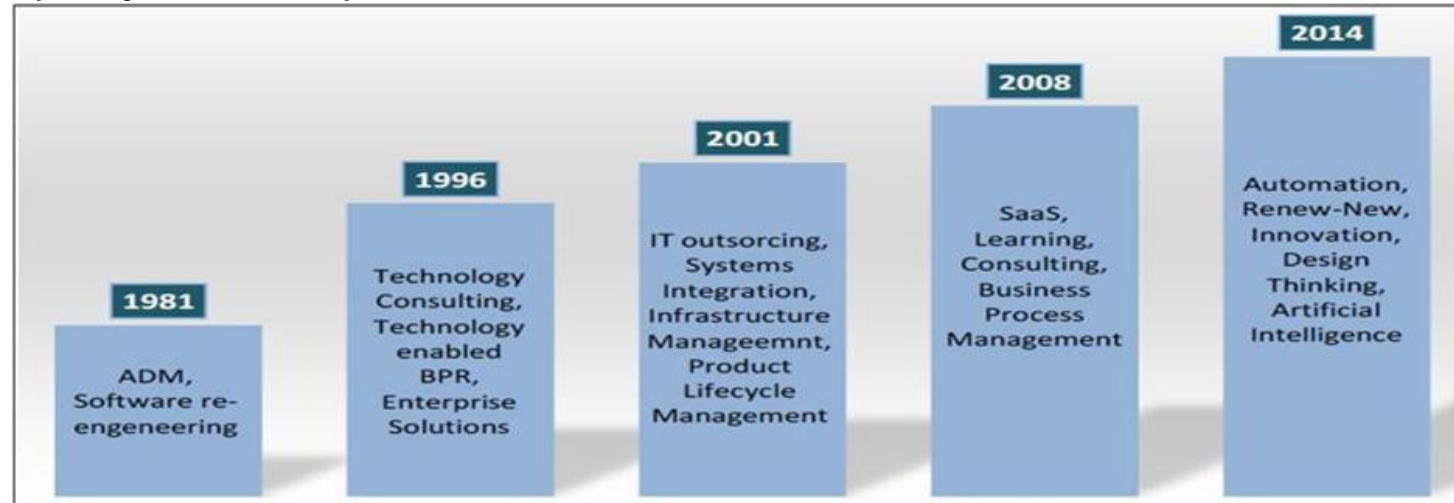 1981
ADM,
Software re-
engeneering
1996
Technology
Consulting,
Technology
enabled
BPR,
Enterprise
Solutions
2001
IT outsorcing,
Systems
Integration,
Infrastructure
Manageemnt,
Product
Lifecycle
Management
2008
SaaS,
Learning,
Consulting,
Business
Process
Management
2014
Automation,
Renew-New,
Innovation,
Design
Thinking,
Artificial
Intelligence